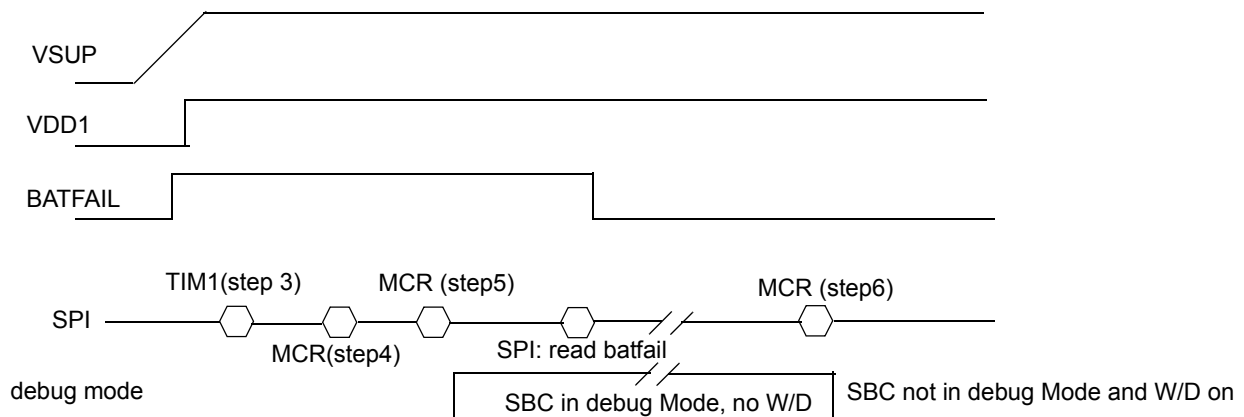 VSUP
VDD1
BATFAIL
TIM1(step 3)
MCR (step5)
MCR (step6)
SPI
MCR(step4)
SPI: read batfail
debug mode
SBC in debug Mode, no W/D
SBC not in debug Mode and W/D on